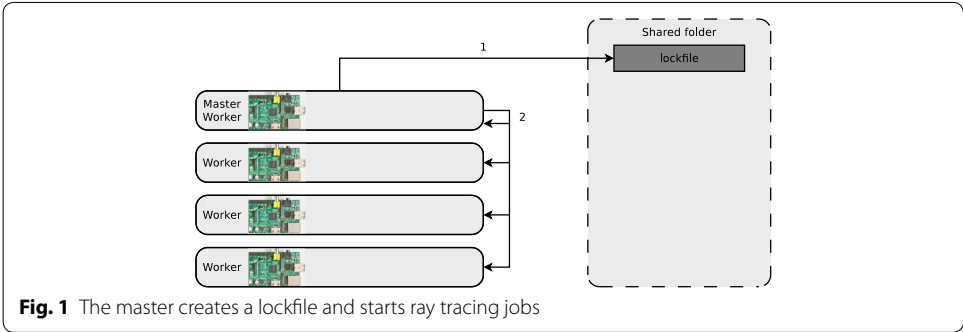 Shared folder
1
lockfile
Master
Worker
2
Worker
Worker
Worker
Fig. 1 The master creates a lockfile and starts ray tracing jobs